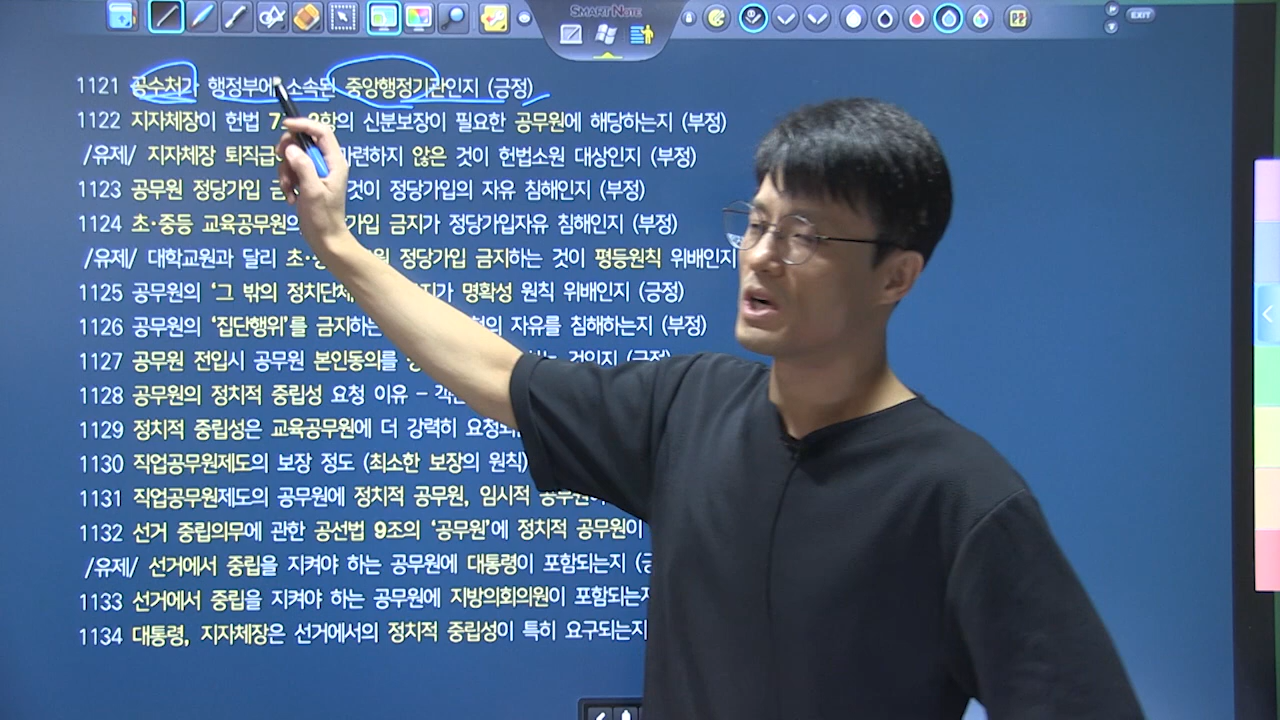 SMARTNOTE
EXIT
1121 공수처가 행정부에 소속된 중앙행정기관인지 (긍정)
1122 지자체장이 헌법 의 신분보장이 필요한 공무원에 해당하는지 (부정)
/유제/ 지자체장 퇴직급 마련하지 않은 것이 헌법소원 대상인지 (부정)
1123 공무원 정당가입 것이 정당가입의 자유 침해인지 (부정)
1124 초·중등 교육공무원의 가입 금지가 정당가입자유 침해인지 (부정)
/유제/ 대학교원과 달리 정당가입 금지하는 것이 평등원칙 위배인지
1125 공무원의 '그 밖의 정치단체 가 명확성 원칙 위배인지 (긍정)
1126 공무원의 '집단행위'를 금지하는 자유를 침해하는지 (부정)
1127 공무원 전입시 공무원 본인동의를 것인지 (긍정)
1128 공무원의 정치적 중립성 요청 이유 –
1129 정치적 중립성은 교육공무원에 더 강력히
1130 직업공무원제도의 보장 정도 (최소한 보장의 원칙)
1131 직업공무원제도의 공무원에 정치적 공무원, 임시적
1132 선거 중립의무에 관한 공선법 9조의 '공무원'에 정치적 공무원이
/유제/ 선거에서 중립을 지켜야 하는 공무원에 대통령이 포함되는지
1133 선거에서 중립을 지켜야 하는 공무원에 지방의회의원이 포함되는지
1134 대통령, 지자체장은 선거에서의 정치적 중립성이 특히 요구되는지